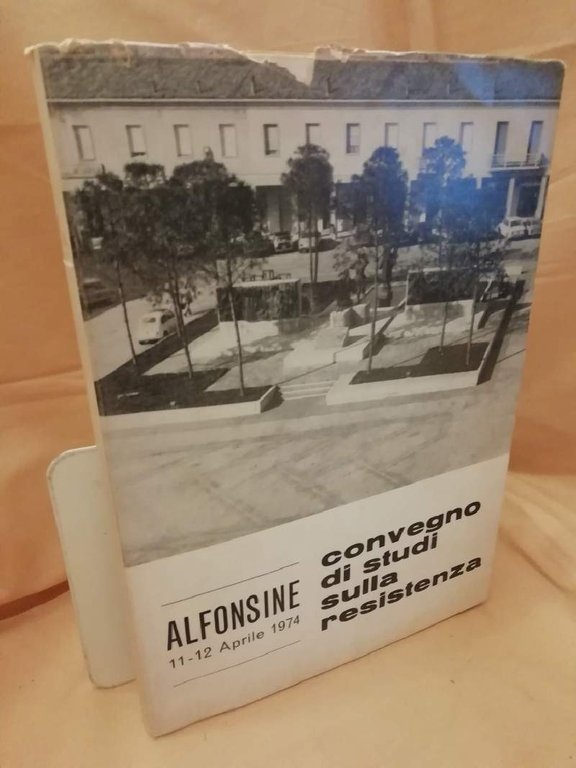 ALFONSINE
11-12 Aprile 1974
convegno
di studi
sulla
resistenza